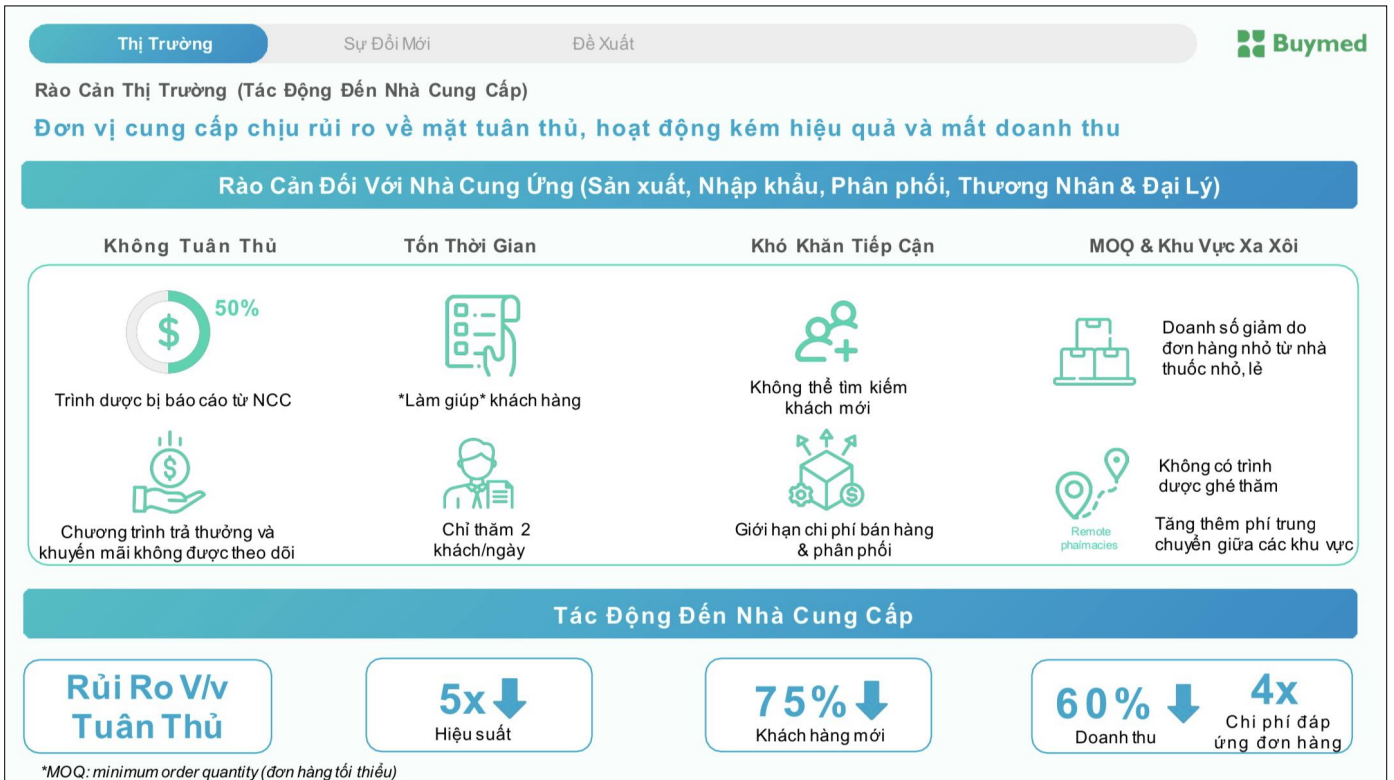 Thị Trường
Sự Đổi Mới
Đề Xuất
Buymed
Rào Cản Thị Trường (Tác Động Đến Nhà Cung Cấp)
Đơn vị cung cấp chịu rủi ro về mặt tuân thủ, hoạt động kém hiệu quả và mất doanh thu
Rào Cản Đối Với Nhà Cung Ứng (Sản xuất, Nhập khẩu, Phân phối, Thương Nhân & Đại Lý)
Không Tuân Thủ
50%
$
Trình dược bị báo cáo từ NCC
$
Chương trình trả thưởng và
khuyến mãi không được theo dõi
Tốn Thời Gian
*Làm giúp* khách hàng
Chỉ thăm 2
khách/ngày
Khó Khăn Tiếp Cận
Không thể tìm kiếm
khách mới
$
Giới hạn chi phí bán hàng
& phân phối
MOQ & Khu Vực Xa Xôi
Doanh số giảm do
đơn hàng nhỏ từ nhà
thuốc nhỏ, lẻ
Remote
phaímacies
Không có trình
dược ghé thăm
Tăng thêm phí trung
chuyển giữa các khu vực
Tác Động Đến Nhà Cung Cấp
Rủi Ro V/v
Tuân Thủ
5x
Hiệu suất
75%
Khách hàng mới
60%
Doanh thu
4x
Chi phí đáp
ứng đơn hàng
*MOQ: minimum order quantity (đơn hàng tối thiểu)